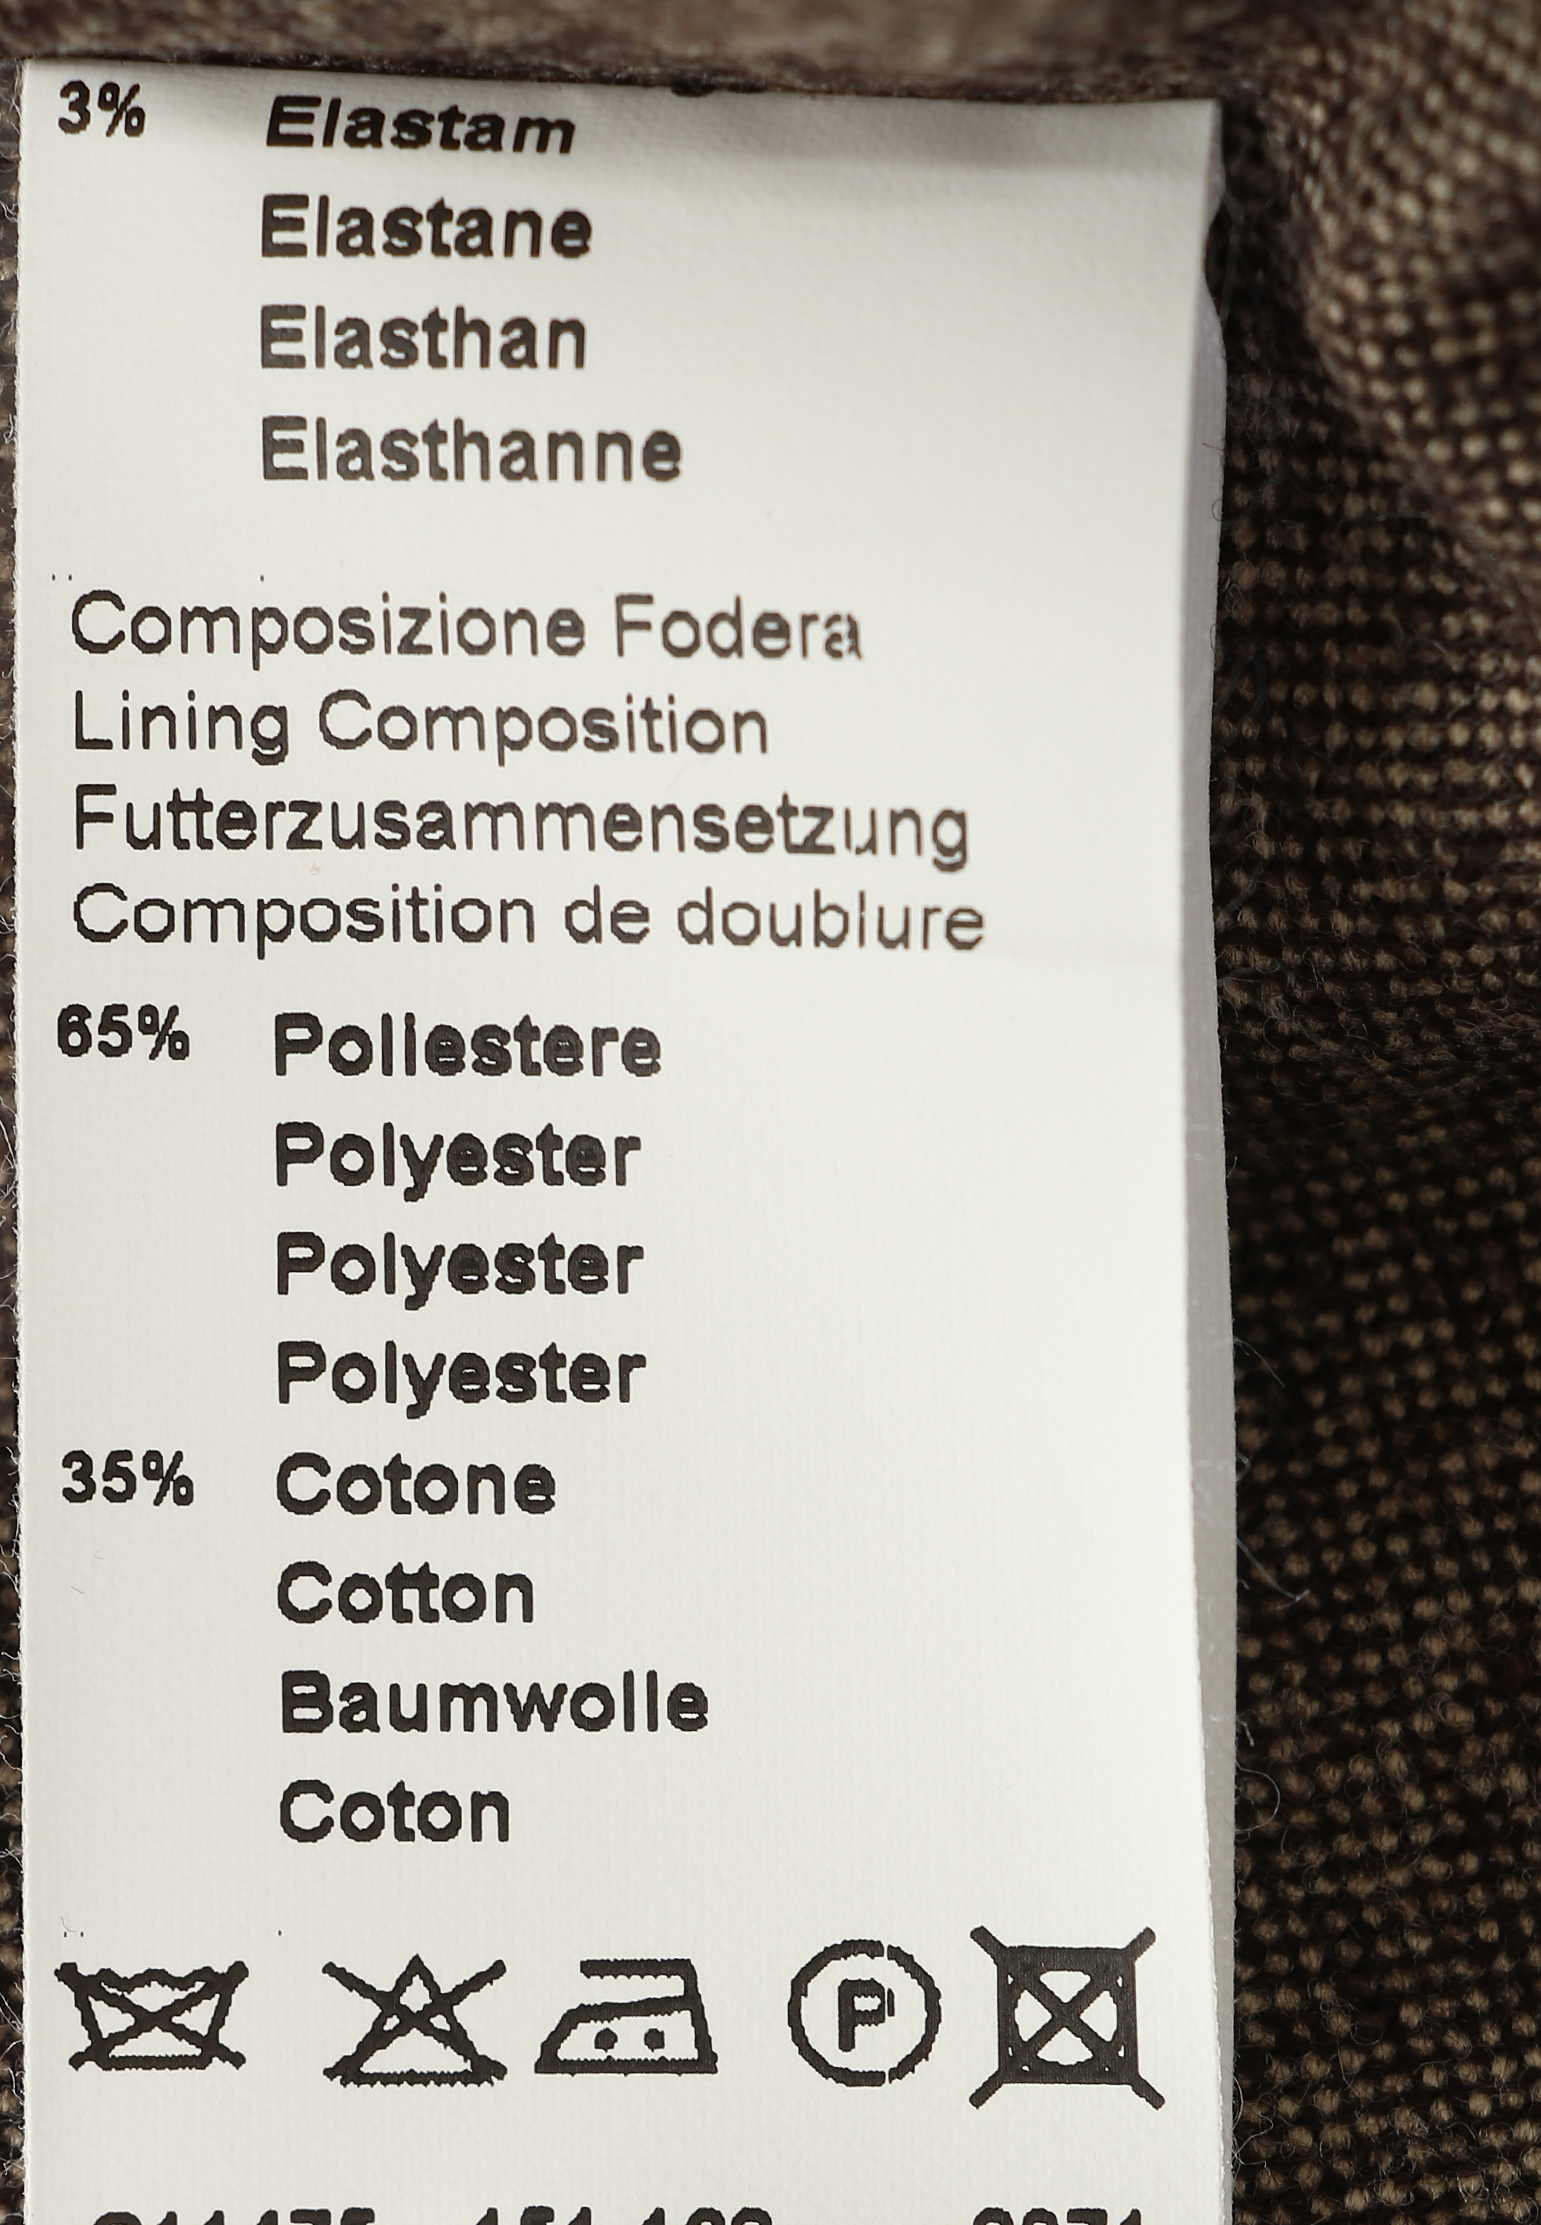 3% Elastam
Elastane
Elasthan
Elasthanne
Composizione Fodera
Lining Composition
Futterzusammensetzung
Composition de doublure
65% Poliestere
Polyester
Polyester
Polyester
35% Cotone
Cotton
Baumwolle
Coton
P